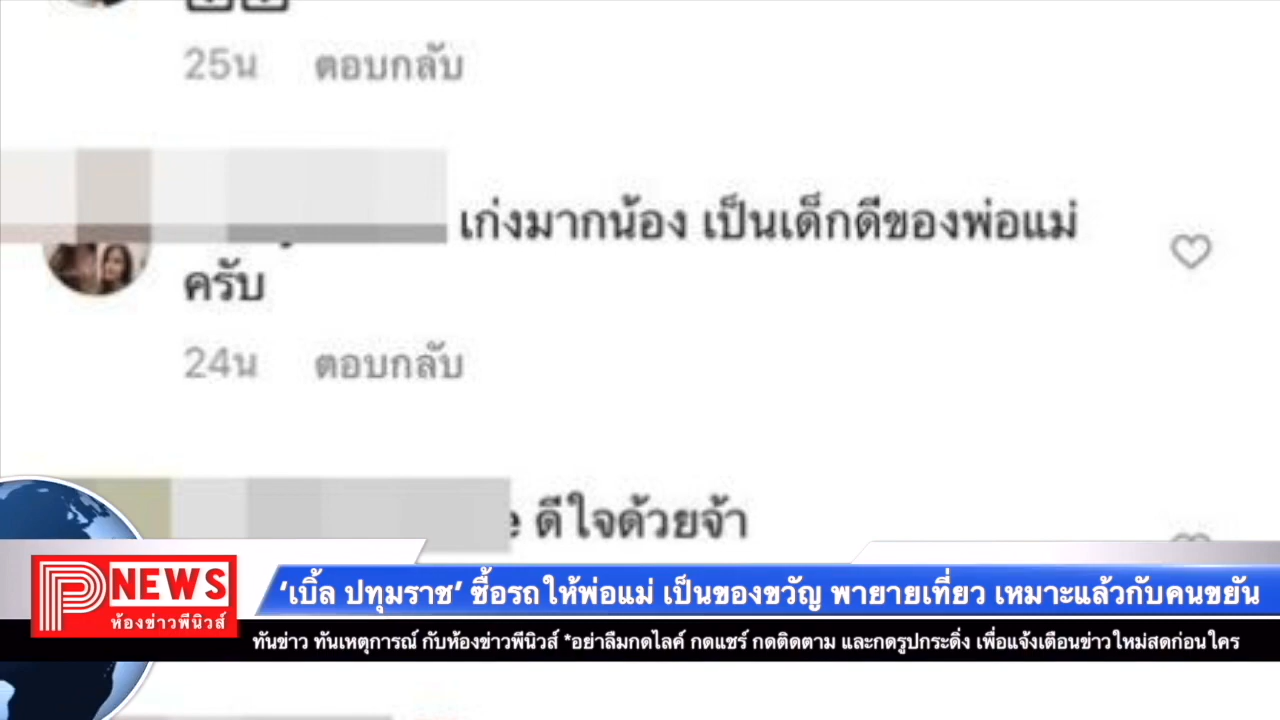 25น ตอบกลับ
เก่งมากน้อง เป็นเด็กดีของพ่อแม่
ครับ
24น ตอบกลับ
e ดีใจด้วยจ้า
P NEWS
ห้องข่าวพีนิวส์
‘เบิ้ล ปทุมราช’ ซื้อรถให้พ่อแม่ เป็นของขวัญ พายายเที่ยว เหมาะแล้วกับคนขยัน
ทันข่าว ทันเหตุการณ์ กับห้องข่าวพีนิวส์ *อย่าลืมกดไลค์ กดแชร์ กดติดตาม และกดรูปกระดิ่ง เพื่อแจ้งเตือนข่าวใหม่สดก่อนใคร